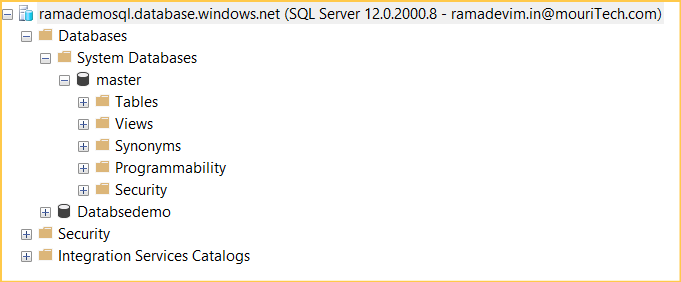 ramademosql.database.windows.net (SQL Server 12.0.2000.8 - ramadevim.in@mouriTech.com)
Databases
System Databases
master
Tables
Views
Synonyms
Programmability
Security
Databsedemo
Security
Integration Services Catalogs